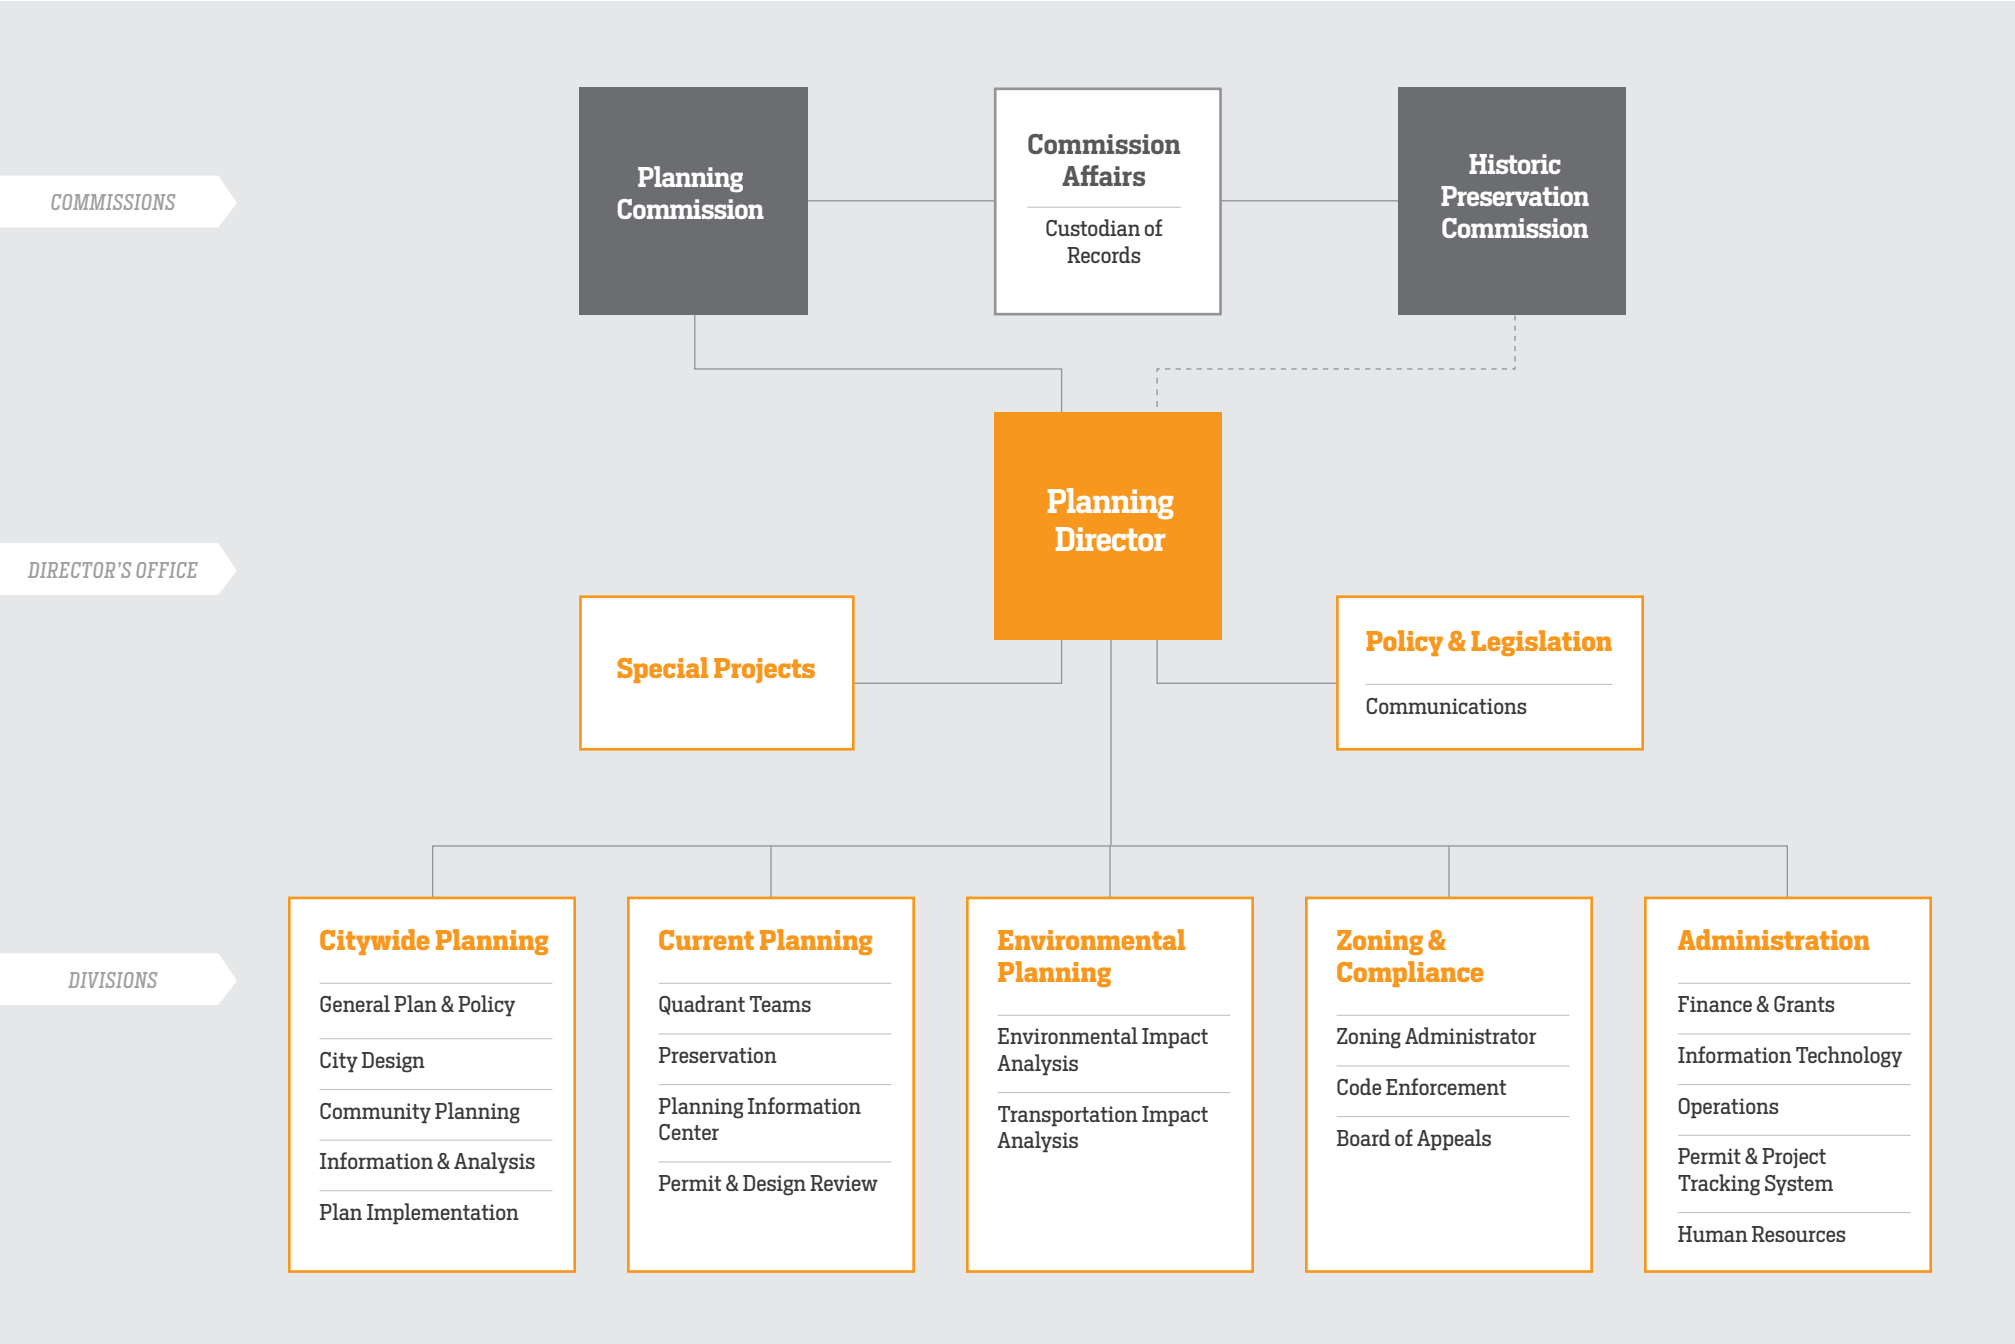 COMMISSIONS
Planning
Commission
Commission
Affairs
Custodian of
Records
Historic
Preservation
Commission
DIRECTOR'S OFFICE
Planning
Director
Special Projects
Policy & Legislation
Communications
DIVISIONS
Citywide Planning
General Plan & Policy
City Design
Community Planning
Information & Analysis
Plan Implementation
Current Planning
Quadrant Teams
Preservation
Planning Information
Center
Permit & Design Review
Environmental
Planning
Environmental Impact
Analysis
Transportation Impact
Analysis
Zoning &
Compliance
Zoning Administrator
Code Enforcement
Board of Appeals
Administration
Finance & Grants
Information Technology
Operations
Permit & Project
Tracking System
Human Resources